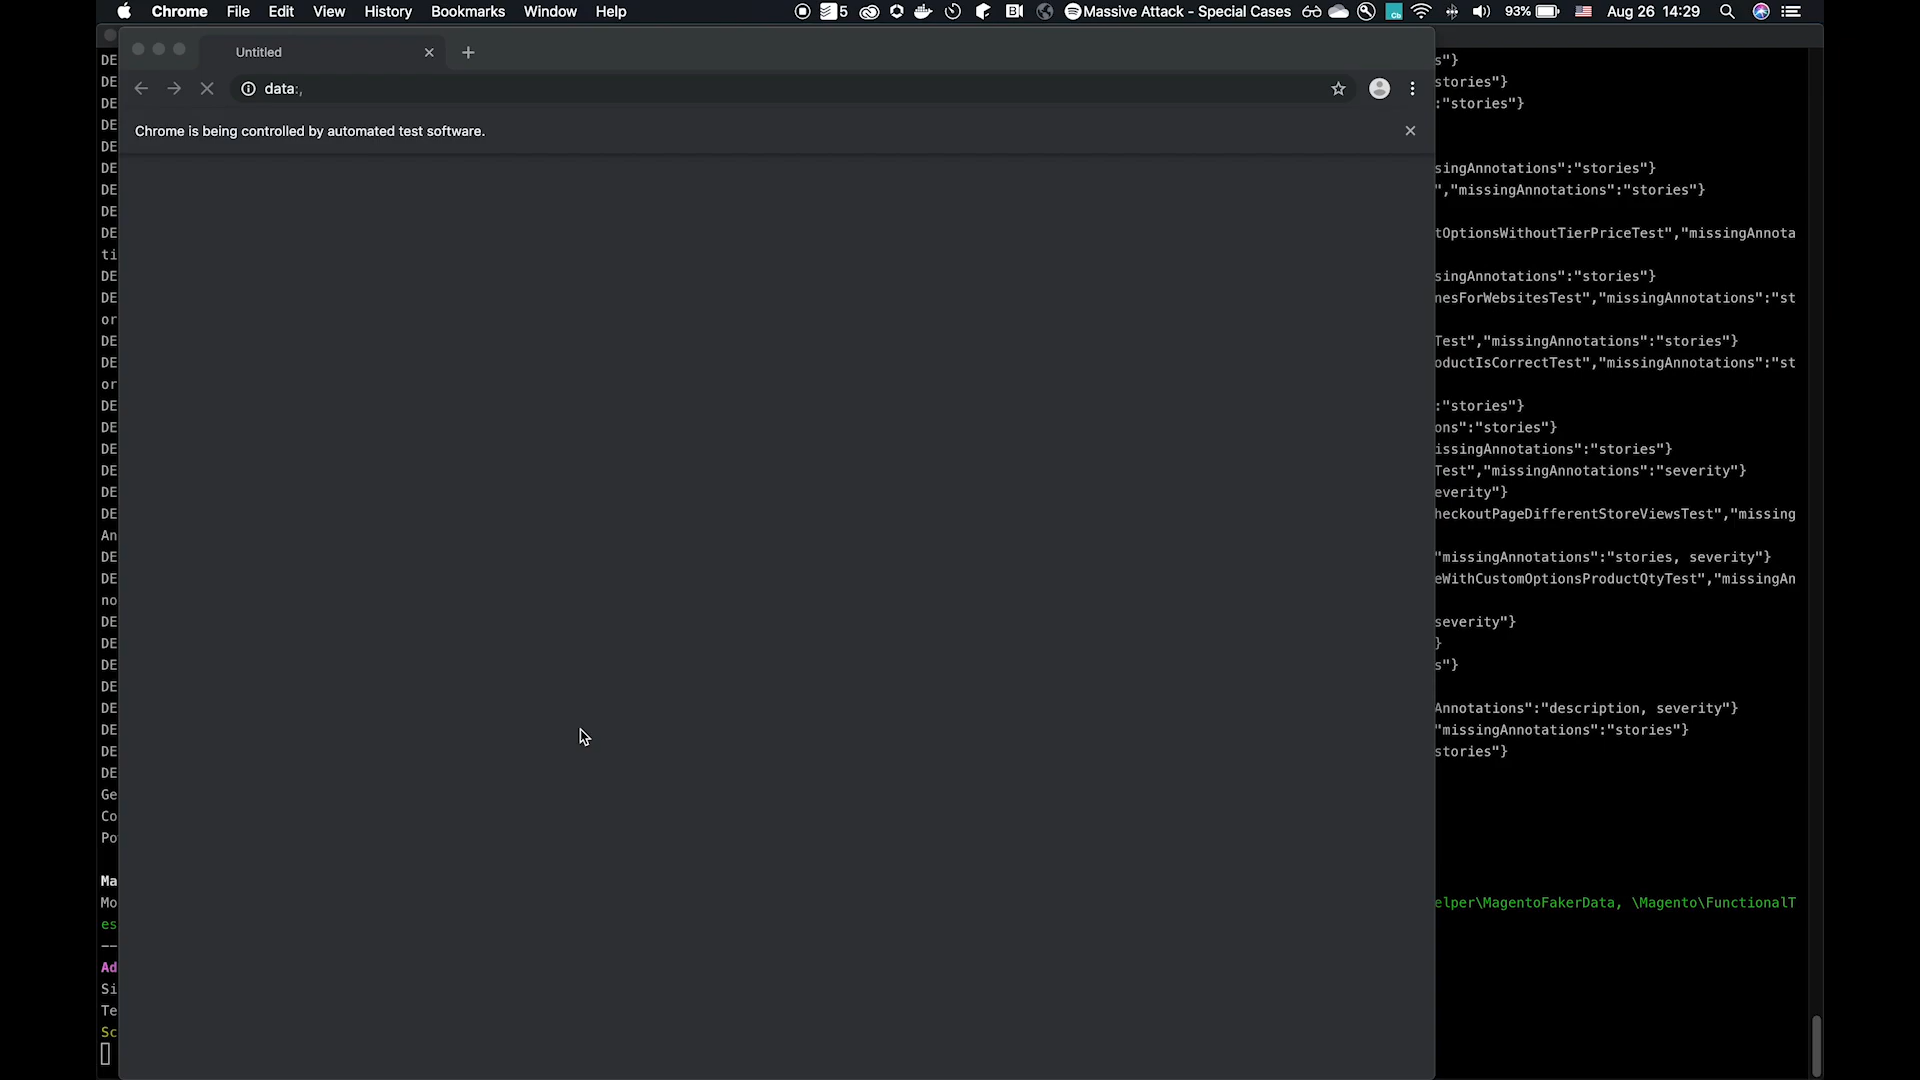 Chrome File Edit View History Bookmarks Window Help 5 Massive Attack - Special Cases Cb 93% Aug 26 14:29
Untitled
data:,
Chrome is being controlled by automated test software.
DE s"}
DE stories"}
DE :"stories"}
DE
DE
DE singAnnotations":"stories"}
DE ","missingAnnotations":"stories"}
DE
DE tOptionsWithoutTierPriceTest","missingAnnota
ti
DE singAnnotations":"stories"}
DE nesForWebsitesTest","missingAnnotations":"st
or
DE Test","missingAnnotations":"stories"}
DE oductIsCorrectTest","missingAnnotations":"st
or
DE :"stories"}
DE ons":"stories"}
DE issingAnnotations":"stories"}
DE Test","missingAnnotations":"severity"}
DE everity"}
DE heckoutPageDifferentStoreViewsTest","missing
An
DE "missingAnnotations":"stories, severity"}
DE eWithCustomOptionsProductQtyTest","missingAn
no
DE severity"}
DE }
DE s"}
DE
DE Annotations":"description, severity"}
DE "missingAnnotations":"stories"}
DE stories"}
DE
Ge
Co
Po
Ma
Mo elper\MagentoFakerData, \Magento\FunctionalT
es
--
Ad
Si
Te
Sc